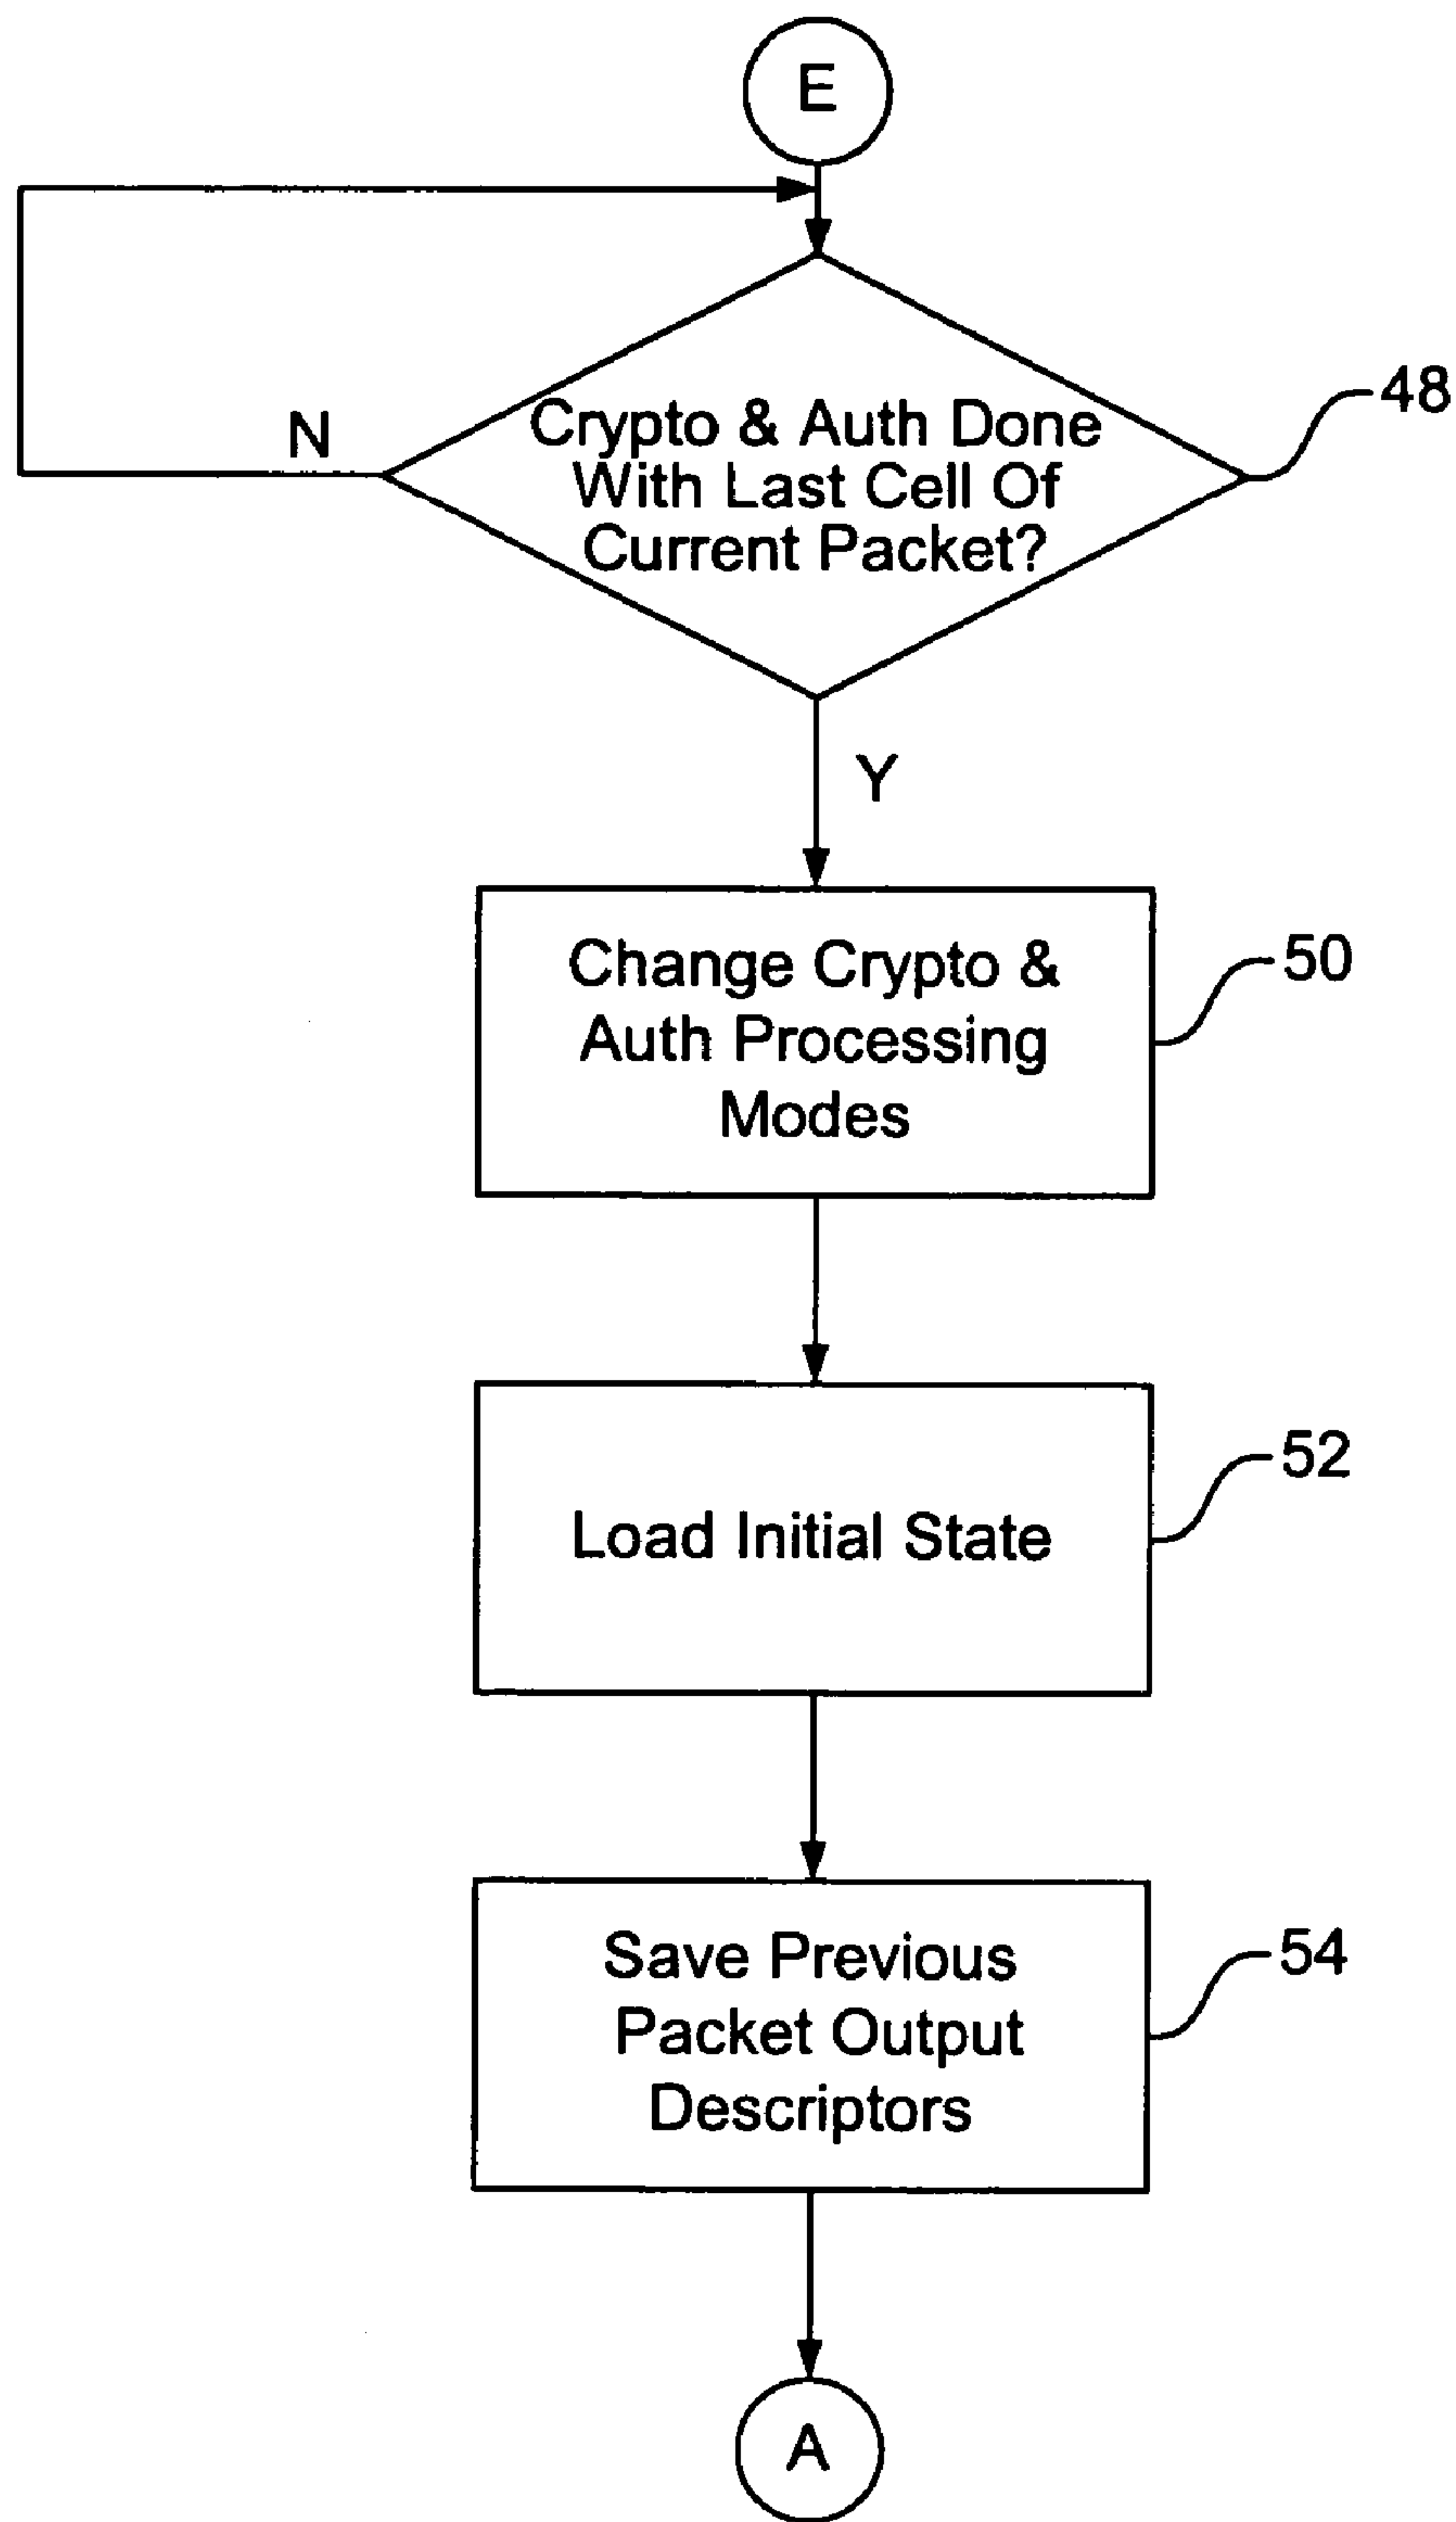 E
N
Crypto & Auth Done
With Last Cell Of
Current Packet?
48
Y
Change Crypto &
Auth Processing
Modes
50
Load Initial State
52
Save Previous
Packet Output
Descriptors
54
A